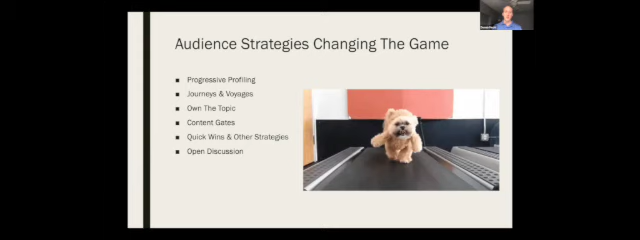 Audience Strategies Changing The Game
Progressive Profiling
Journeys & Voyages
Own The Topic
Content Gates
Quick Wins & Other Strategies
Open Discussion